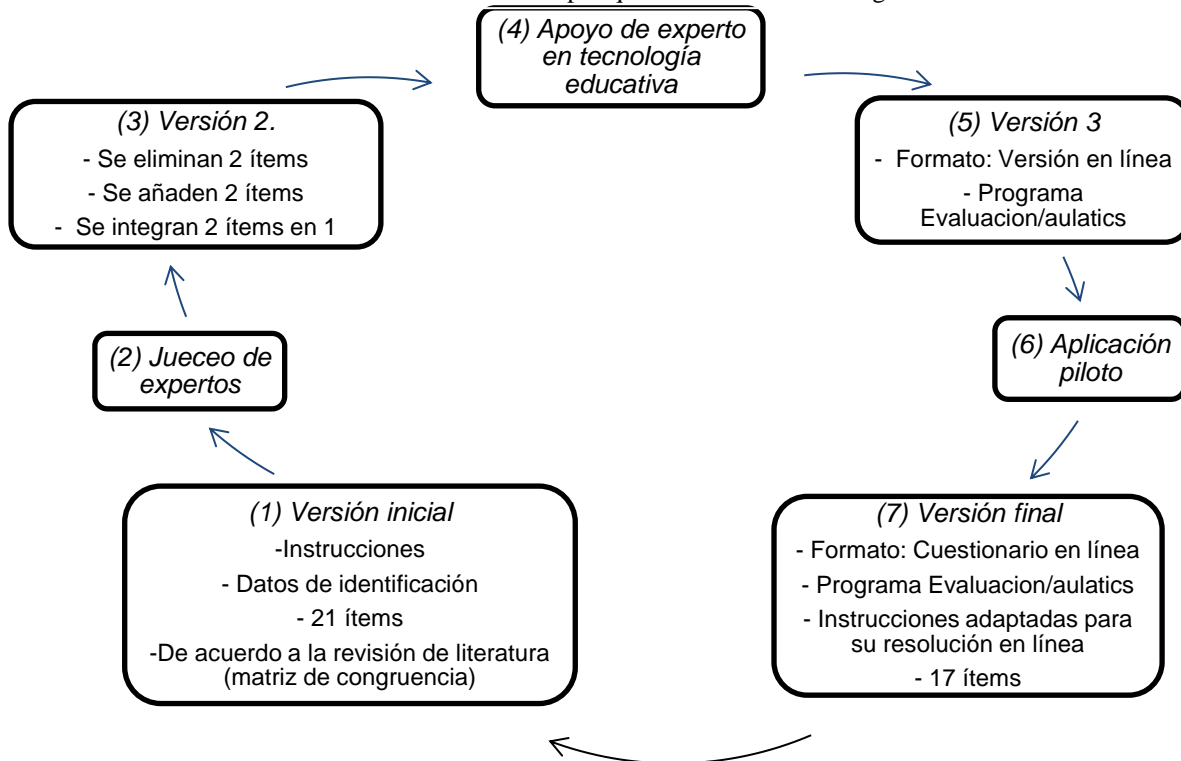 (4) Apoyo de experto
en tecnología
educativa
(3) Versión 2.
- Se eliminan 2 ítems
- Se añaden 2 ítems
- Se integran 2 ítems en 1
(5) Versión 3
- Formato: Versión en línea
- Programa
Evaluacion/aulatics
(2) Jueceo de
expertos
(6) Aplicación
piloto
(1) Versión inicial
-Instrucciones
- Datos de identificación
- 21 ítems
-De acuerdo a la revisión de literatura
(matriz de congruencia)
(7) Versión final
- Formato: Cuestionario en línea
- Programa Evaluacion/aulatics
- Instrucciones adaptadas para
su resolución en línea
- 17 ítems